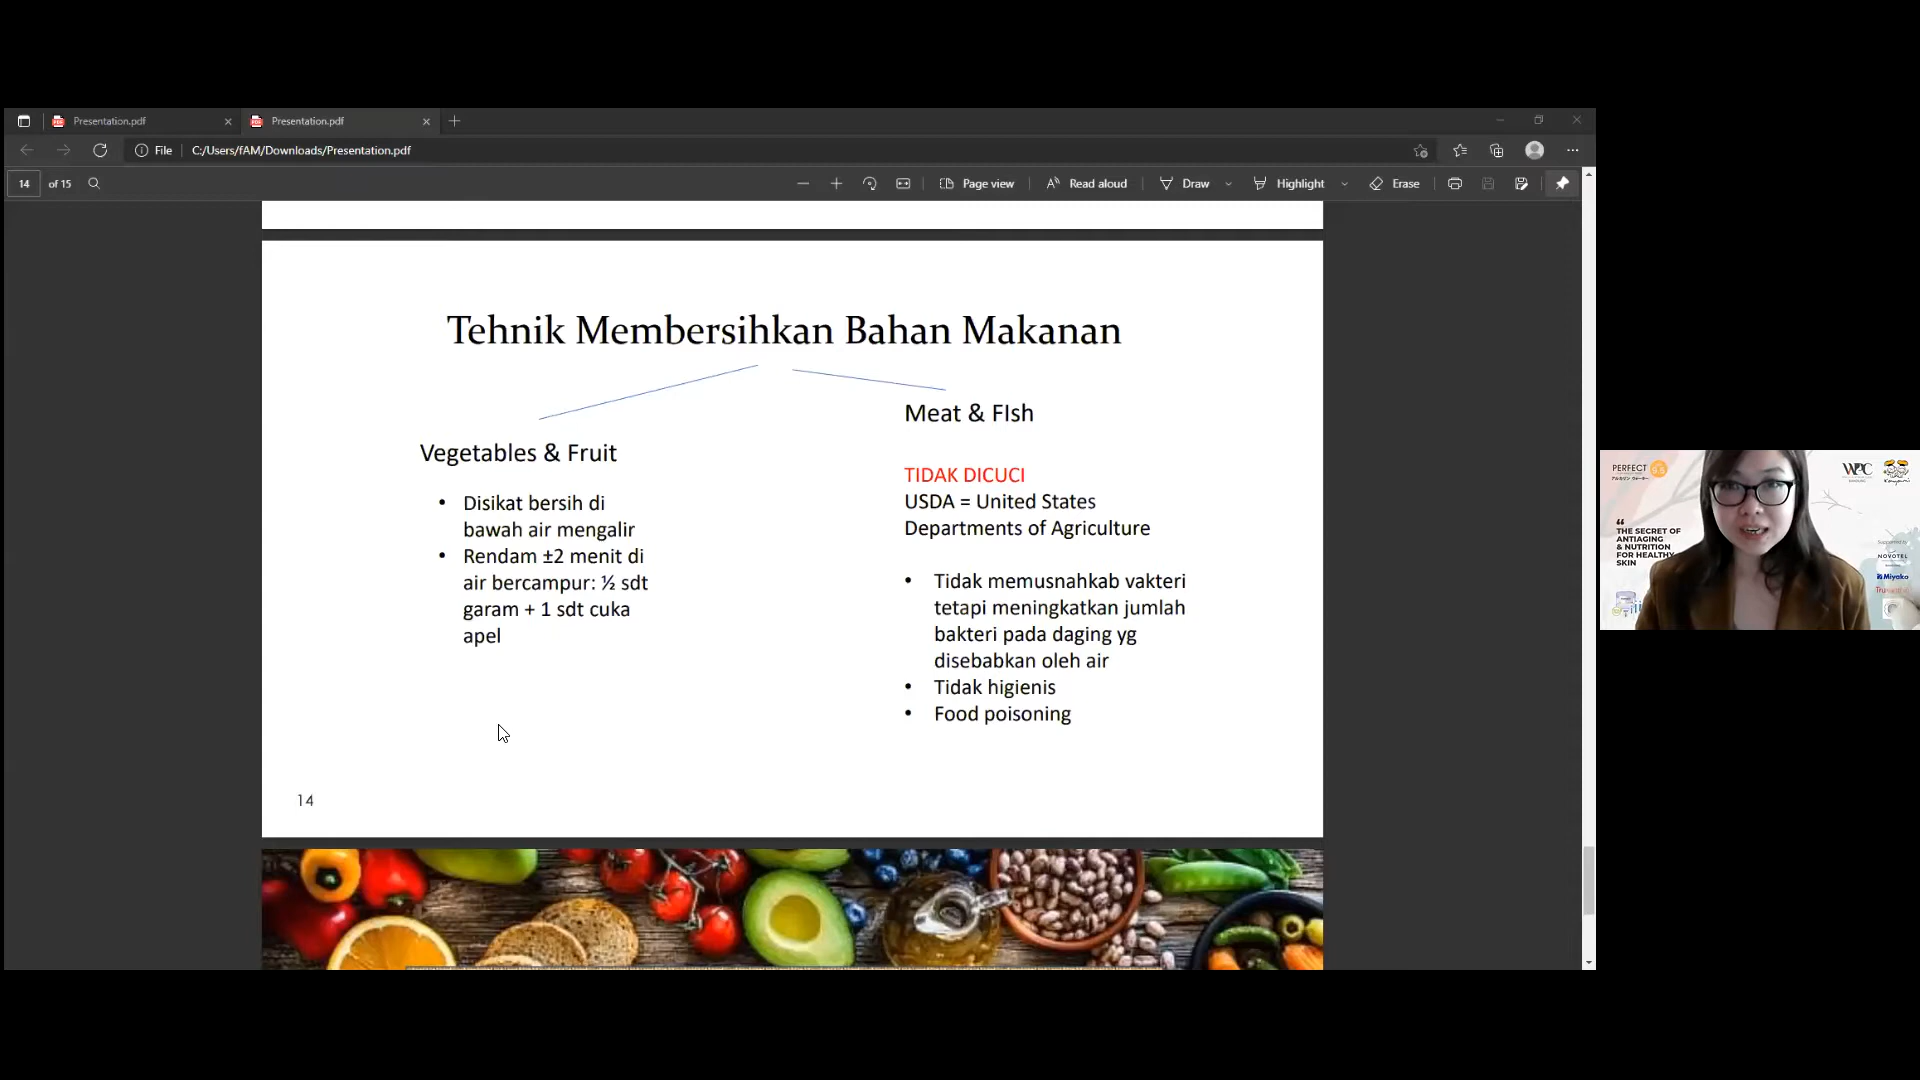 Presentation.pdf
Presentation.pdf
File
C:/Users/fAM/Downloads/Presentation.pdf
14 of 15
Page view
Read aloud
Draw
Highlight
Erase
Tehnik Membersihkan Bahan Makanan
Vegetables & Fruit
• Disikat bersih di
bawah air mengalir
• Rendam ±2 menit di
air bercampur: ½ sdt
garam + 1 sdt cuka
apel
Meat & FIsh
TIDAK DICUCI
USDA = United States
Departments of Agriculture
• Tidak memusnahkab vakteri
tetapi meningkatkan jumlah
bakteri pada daging yg
disebabkan oleh air
• Tidak higienis
• Food poisoning
14
PERFECT
WPC
“
THE SECRET OF
ANTIAGING
& NUTRITION
FOR HEALTHY
SKIN
NOVOTEL
Miyako